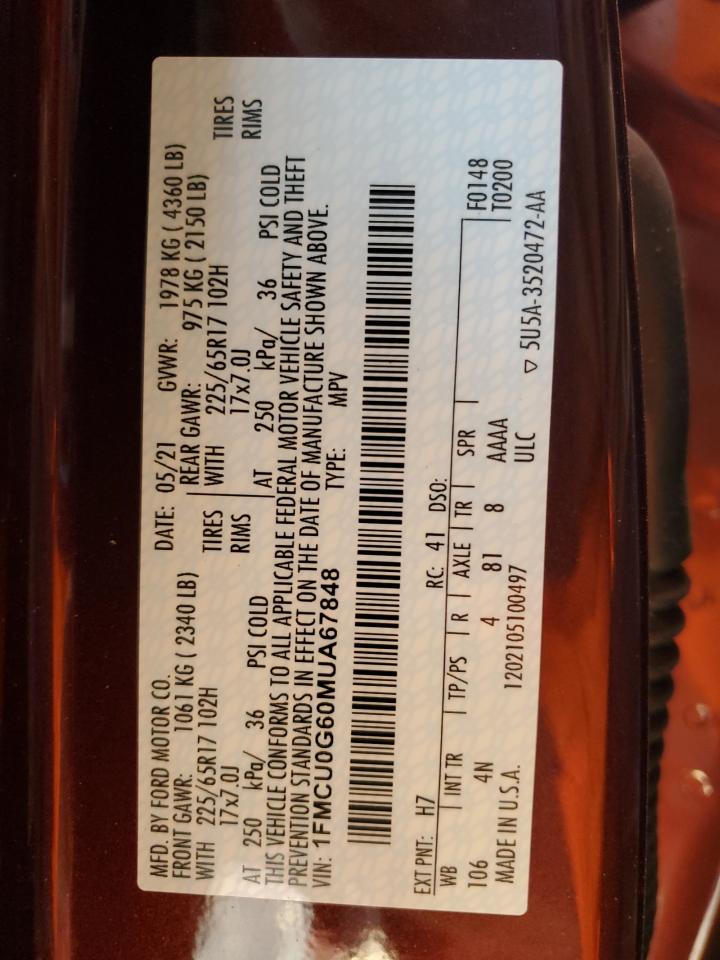 MFD. BY FORD MOTOR CO.
DATE: 05/21 GVWR: 1978 KG ( 4360 LB)
FRONT GAWR: 1061 KG ( 2340 LB) REAR GAWR: 975 KG ( 2150 LB)
WITH 225/65R17 102H TIRES WITH 225/65R17 102H TIRES
17x7.0J RIMS 17x7.0J RIMS
AT 250 kPa/ 36 PSI COLD AT 250 kPa/ 36 PSI COLD
THIS VEHICLE CONFORMS TO ALL APPLICABLE FEDERAL MOTOR VEHICLE SAFETY AND THEFT
PREVENTION STANDARDS IN EFFECT ON THE DATE OF MANUFACTURE SHOWN ABOVE.
VIN: 1FMCU0G60MUA67848 TYPE: MPV
EXT PNT: H7 RC: 41 DSO: F0148
WB INT TR TP/PS R AXLE TR SPR T0200
106 4N 4 81 8 AAAA
MADE IN U.S.A. 1202105100497 ULC ▽ 5U5A-3520472-AA